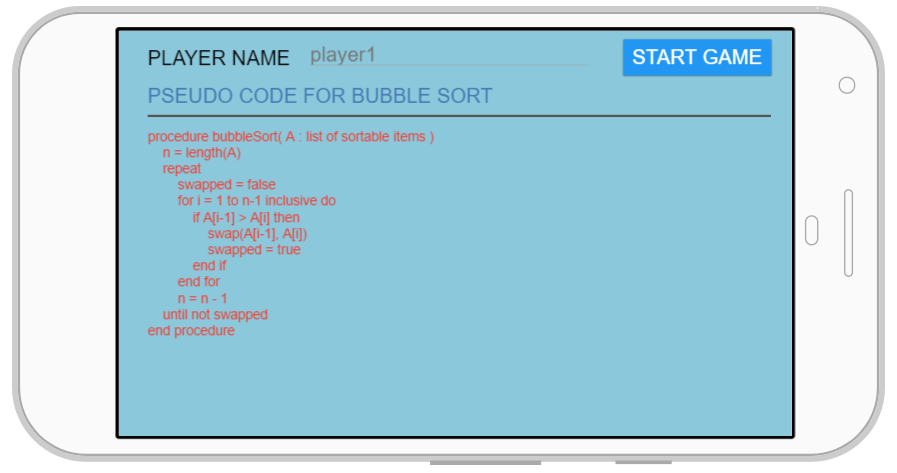 PLAYER NAME player1 START GAME
PSEUDO CODE FOR BUBBLE SORT
procedure bubbleSort( A : list of sortable items )
n = length(A)
repeat
swapped = false
for i = 1 to n-1 inclusive do
if A[i-1] > A[i] then
swap(A[i-1], A[i])
swapped = true
end if
end for
n = n - 1
until not swapped
end procedure